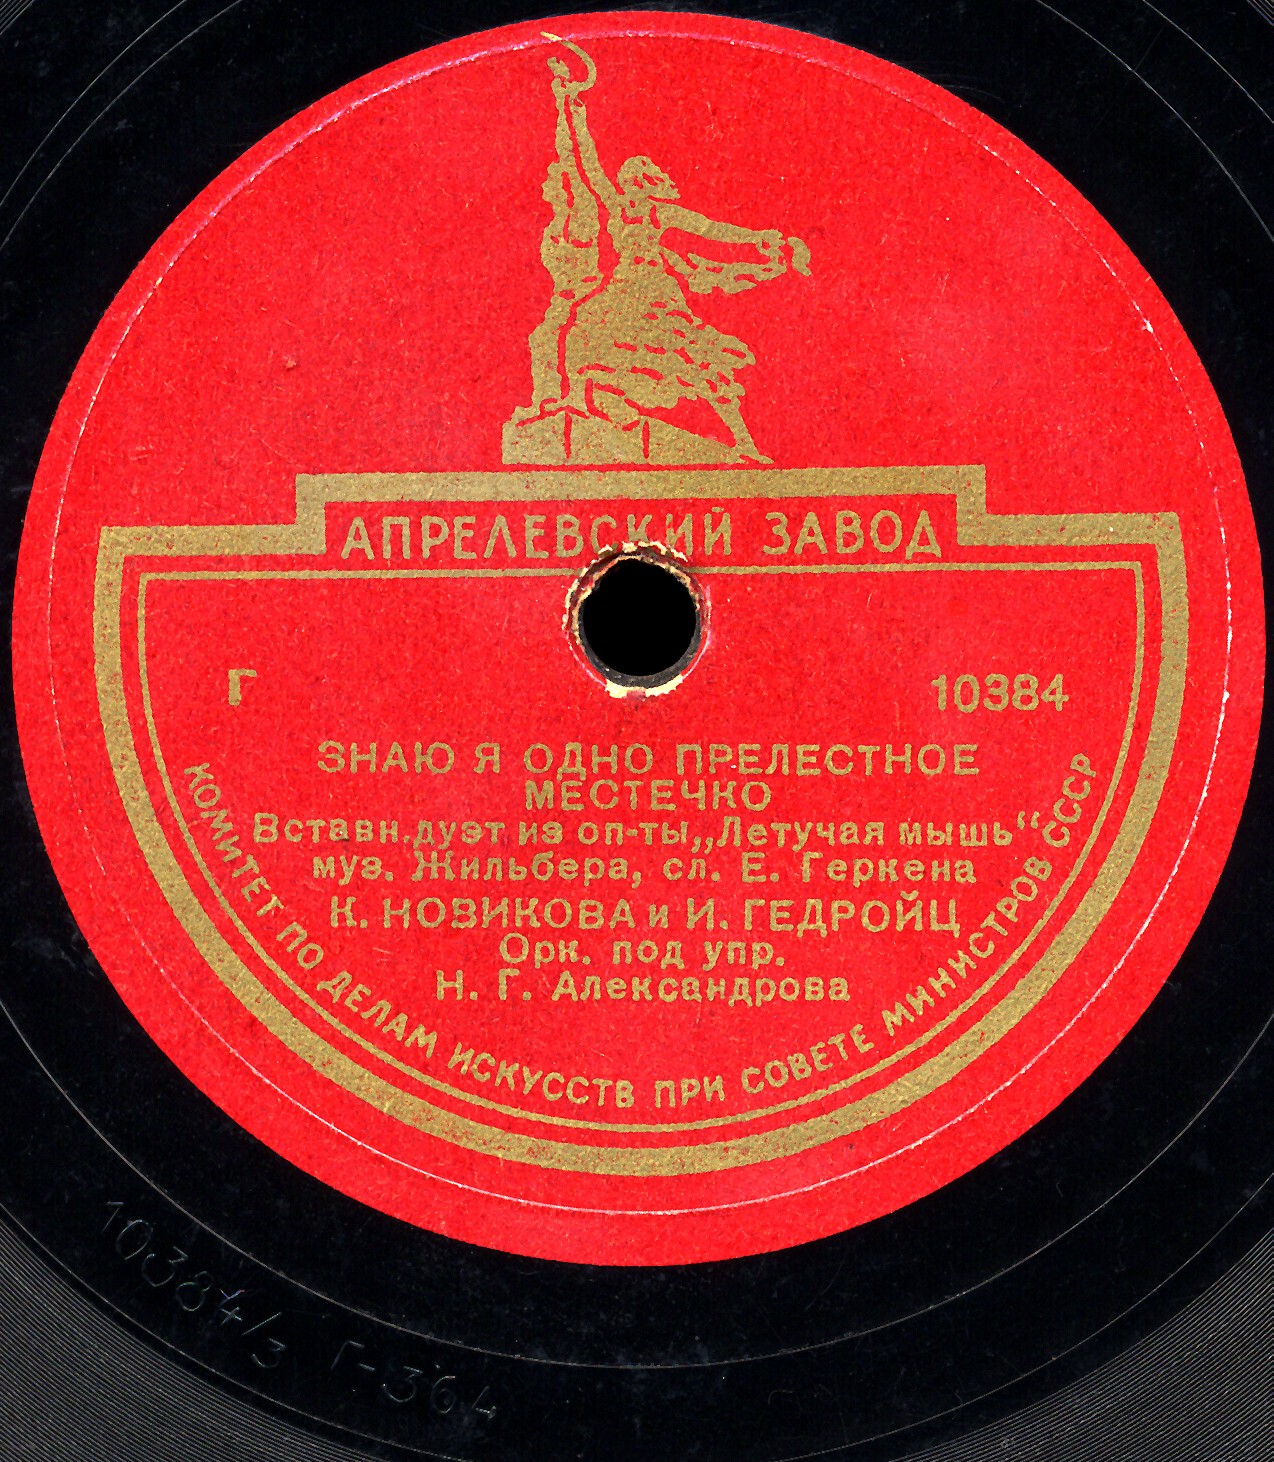 АПРЕЛЕВСКИЙ ЗАВОД
Г 10384
ЗНАЮ Я ОДНО ПРЕЛЕСТНОЕ
МЕСТЕЧКО
Вставн. дуэт из оп-ты „Летучая мышь“
муз. Жильбера, сл. Е. Геркена
К. НОВИКОВА и И. ГЕДРОЙЦ
Орк. под упр.
Н. Г. Александрова
КОМИТЕТ ПО ДЕЛАМ ИСКУССТВ ПРИ СОВЕТЕ МИНИСТРОВ СССР
10384/3 Г-364